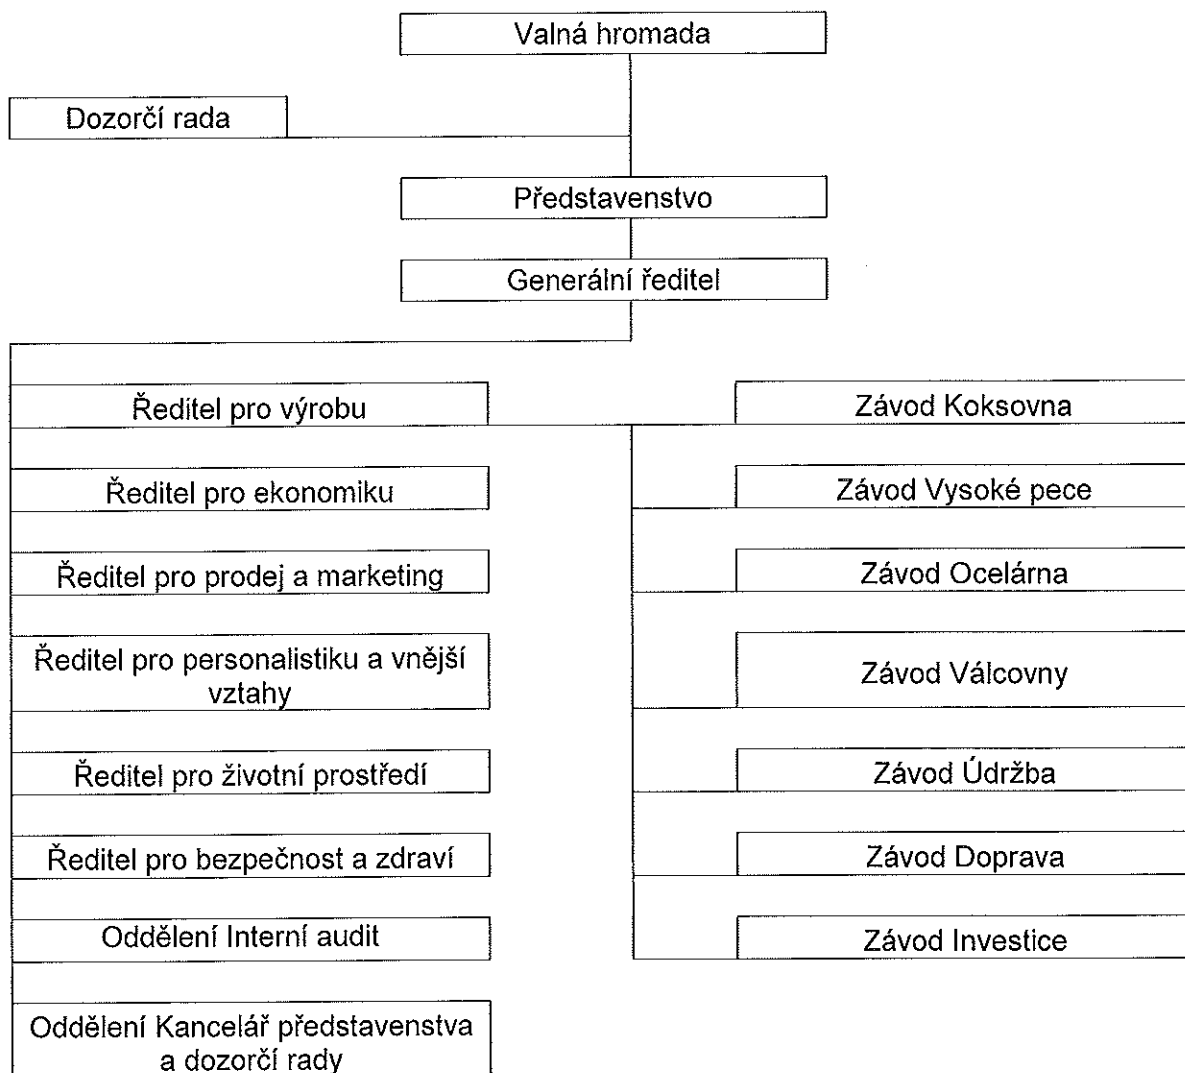 Valná hromada
Dozorčí rada
Představenstvo
Generální ředitel
Ředitel pro výrobu
Závod Koksovna
Ředitel pro ekonomiku
Závod Vysoké pece
Ředitel pro prodej a marketing
Závod Ocelárna
Ředitel pro personalistiku a vnější
vztahy
Závod Válcovny
Ředitel pro životní prostředí
Závod Údržba
Ředitel pro bezpečnost a zdraví
Závod Doprava
Oddělení Interní audit
Závod Investice
Oddělení Kancelář představenstva
a dozorčí rady